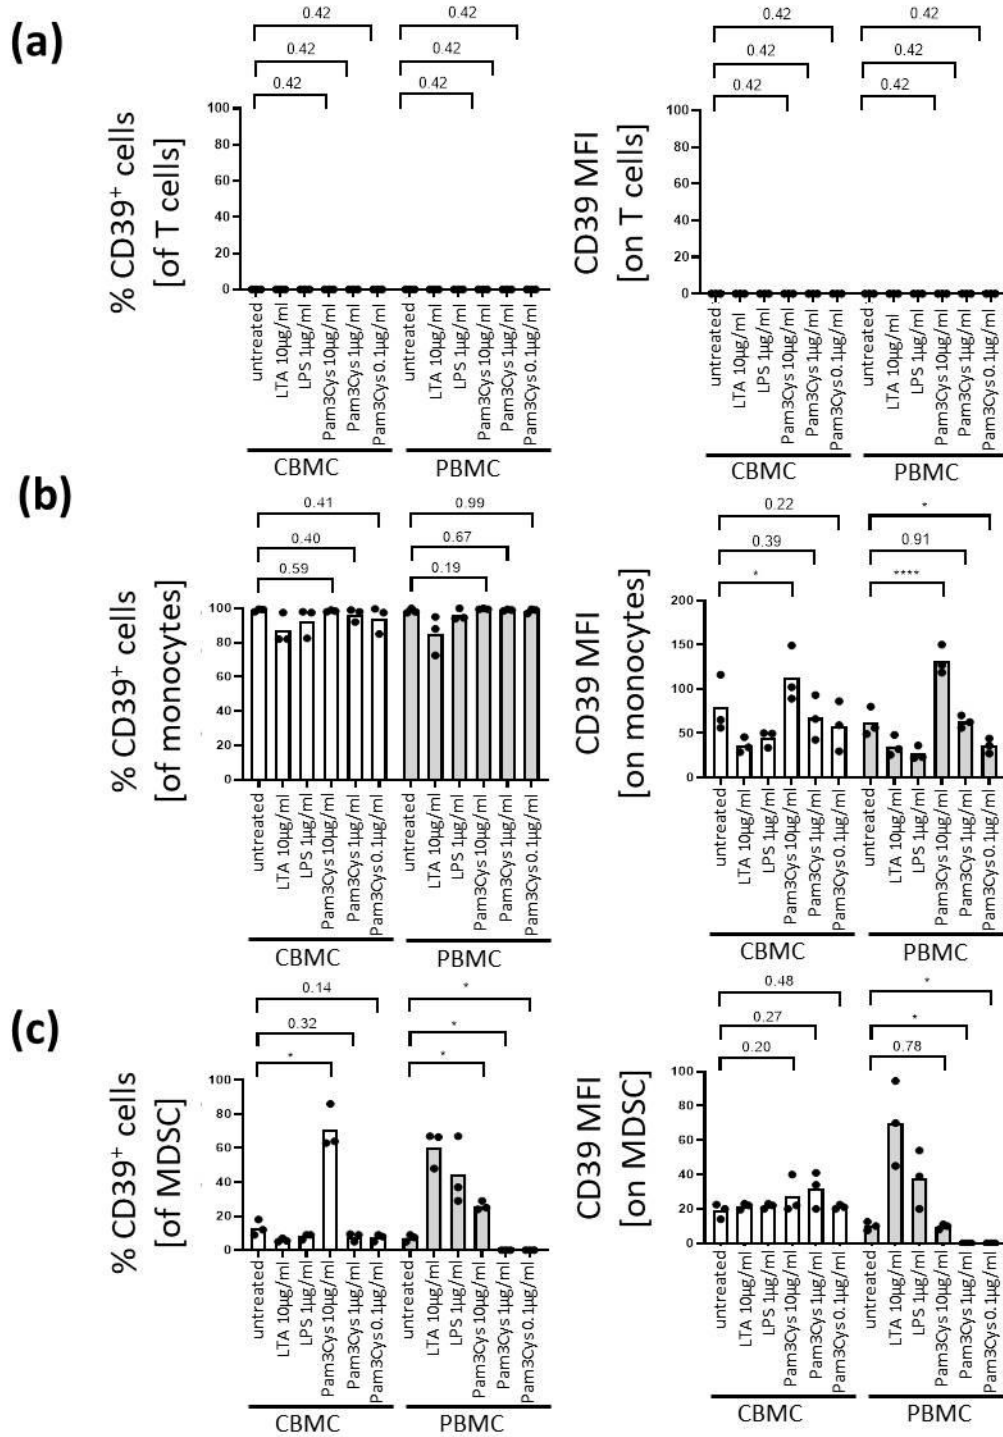 (a)
0.42 0.42 0.42 0.42
0.42 0.42 0.42 0.42
0.42 0.42 0.42 0.42
% CD39+ cells
[of T cells]
100
80
60
40
20
0
untreated
LTA 10µg/ml
LPS 1µg/ml
Pam3Cys 10µg/ml
Pam3Cys 1µg/ml
Pam3Cys 0.1µg/ml
untreated
LTA 10µg/ml
LPS 1µg/ml
Pam3Cys 10µg/ml
Pam3Cys 1µg/ml
Pam3Cys 0.1µg/ml
CBMC PBMC
CD39 MFI
[on T cells]
100
80
60
40
20
0
untreated
LTA 10µg/ml
LPS 1µg/ml
Pam3Cys 10µg/ml
Pam3Cys 1µg/ml
Pam3Cys 0.1µg/ml
untreated
LTA 10µg/ml
LPS 1µg/ml
Pam3Cys 10µg/ml
Pam3Cys 1µg/ml
Pam3Cys 0.1µg/ml
CBMC PBMC
(b)
0.41 0.99
0.40 0.67
0.59 0.19
% CD39+ cells
[of monocytes]
100
80
60
40
20
0
untreated
LTA 10µg/ml
LPS 1µg/ml
Pam3Cys 10µg/ml
Pam3Cys 1µg/ml
Pam3Cys 0.1µg/ml
untreated
LTA 10µg/ml
LPS 1µg/ml
Pam3Cys 10µg/ml
Pam3Cys 1µg/ml
Pam3Cys 0.1µg/ml
CBMC PBMC
0.22 *
0.39 0.91
* ****
CD39 MFI
[on monocytes]
200
150
100
50
0
untreated
LTA 10µg/ml
LPS 1µg/ml
Pam3Cys 10µg/ml
Pam3Cys 1µg/ml
Pam3Cys 0.1µg/ml
untreated
LTA 10µg/ml
LPS 1µg/ml
Pam3Cys 10µg/ml
Pam3Cys 1µg/ml
Pam3Cys 0.1µg/ml
CBMC PBMC
(c)
0.14 *
0.32 *
* *
% CD39+ cells
[of MDSC]
100
80
60
40
20
0
untreated
LTA 10µg/ml
LPS 1µg/ml
Pam3Cys 10µg/ml
Pam3Cys 1µg/ml
Pam3Cys 0.1µg/ml
untreated
LTA 10µg/ml
LPS 1µg/ml
Pam3Cys 10µg/ml
Pam3Cys 1µg/ml
Pam3Cys 0.1µg/ml
CBMC PBMC
0.48 *
0.27 *
0.20 0.78
CD39 MFI
[on MDSC]
100
80
60
40
20
0
untreated
LTA 10µg/ml
LPS 1µg/ml
Pam3Cys 10µg/ml
Pam3Cys 1µg/ml
Pam3Cys 0.1µg/ml
untreated
LTA 10µg/ml
LPS 1µg/ml
Pam3Cys 10µg/ml
Pam3Cys 1µg/ml
Pam3Cys 0.1µg/ml
CBMC PBMC